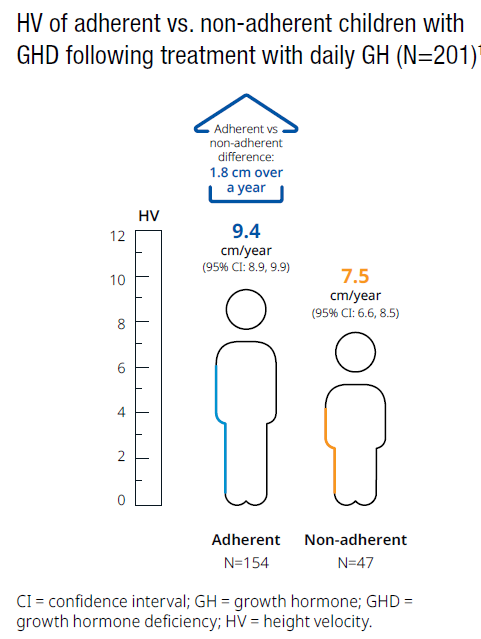 HV of adherent vs. non-adherent children with
GHD following treatment with daily GH (N=201)¹
Adherent vs
non-adherent
difference:
1.8 cm over
a year
HV
12
10
8
6
4
2
0
9.4
cm/year
(95% CI: 8.9, 9.9)
7.5
cm/year
(95% CI: 6.6, 8.5)
Adherent
N=154
Non-adherent
N=47
CI = confidence interval; GH = growth hormone; GHD =
growth hormone deficiency; HV = height velocity.